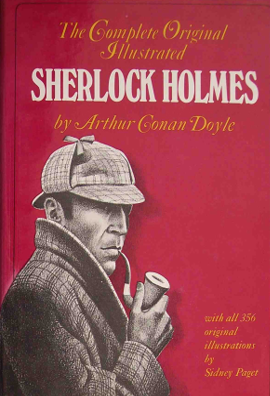 The Complete Original
Illustrated
SHERLOCK HOLMES
by Arthur Conan Doyle
with all 356
original
illustrations
by
Sidney Paget